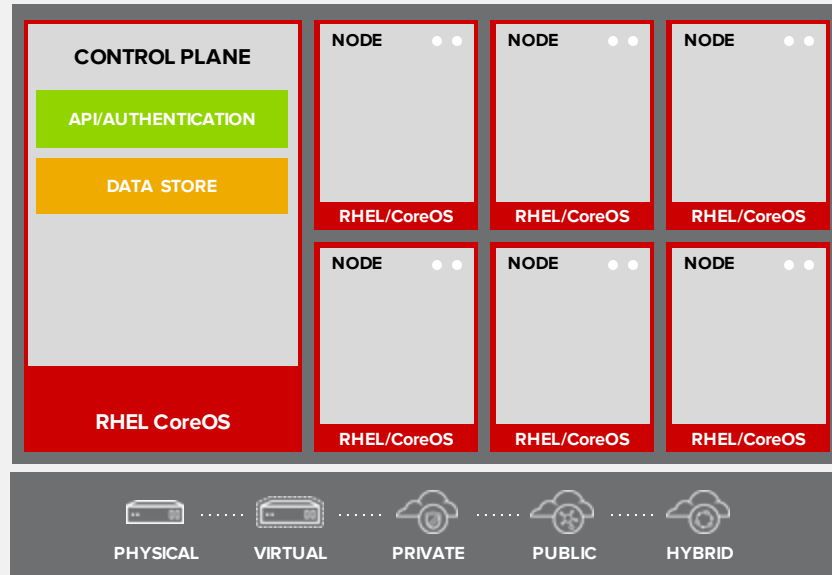 CONTROL PLANE
API/AUTHENTICATION
DATA STORE
RHEL CoreOS
NODE
RHEL/CoreOS
NODE
RHEL/CoreOS
NODE
RHEL/CoreOS
NODE
RHEL/CoreOS
NODE
RHEL/CoreOS
NODE
RHEL/CoreOS
PHYSICAL
VIRTUAL
PRIVATE
PUBLIC
HYBRID